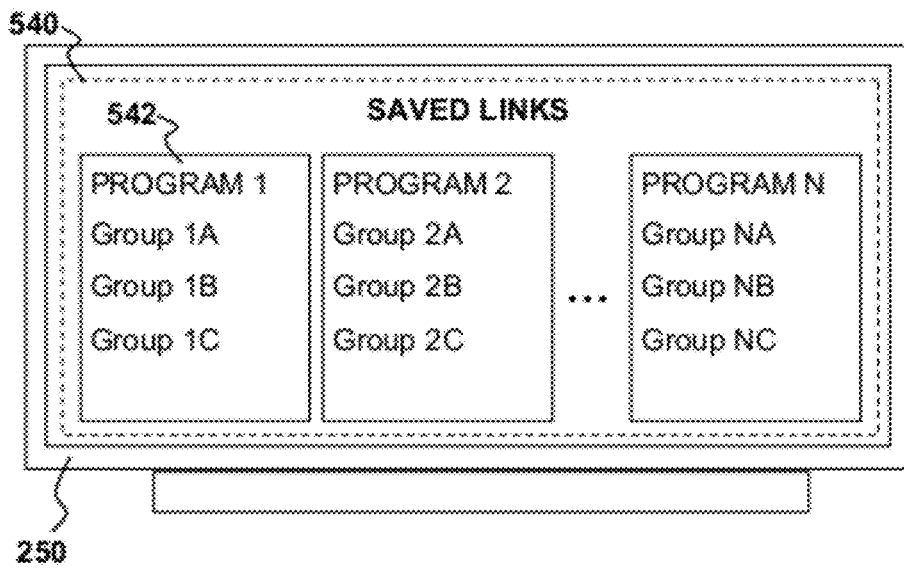 540
SAVED LINKS
542
PROGRAM 1
Group 1A
Group 1B
Group 1C
PROGRAM 2
Group 2A
Group 2B
Group 2C
...
PROGRAM N
Group NA
Group NB
Group NC
250